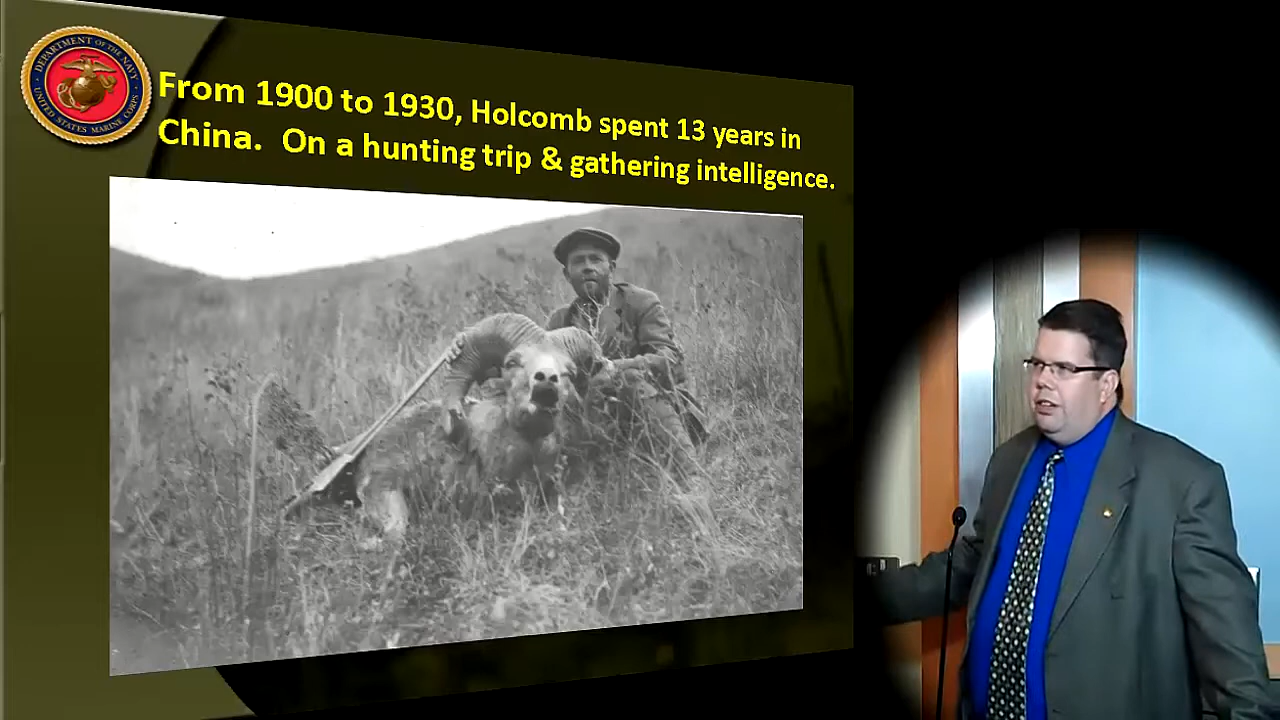 DEPARTMENT OF THE NAVY
UNITED STATES MARINE CORPS
From 1900 to 1930, Holcomb spent 13 years in
China.  On a hunting trip & gathering intelligence.